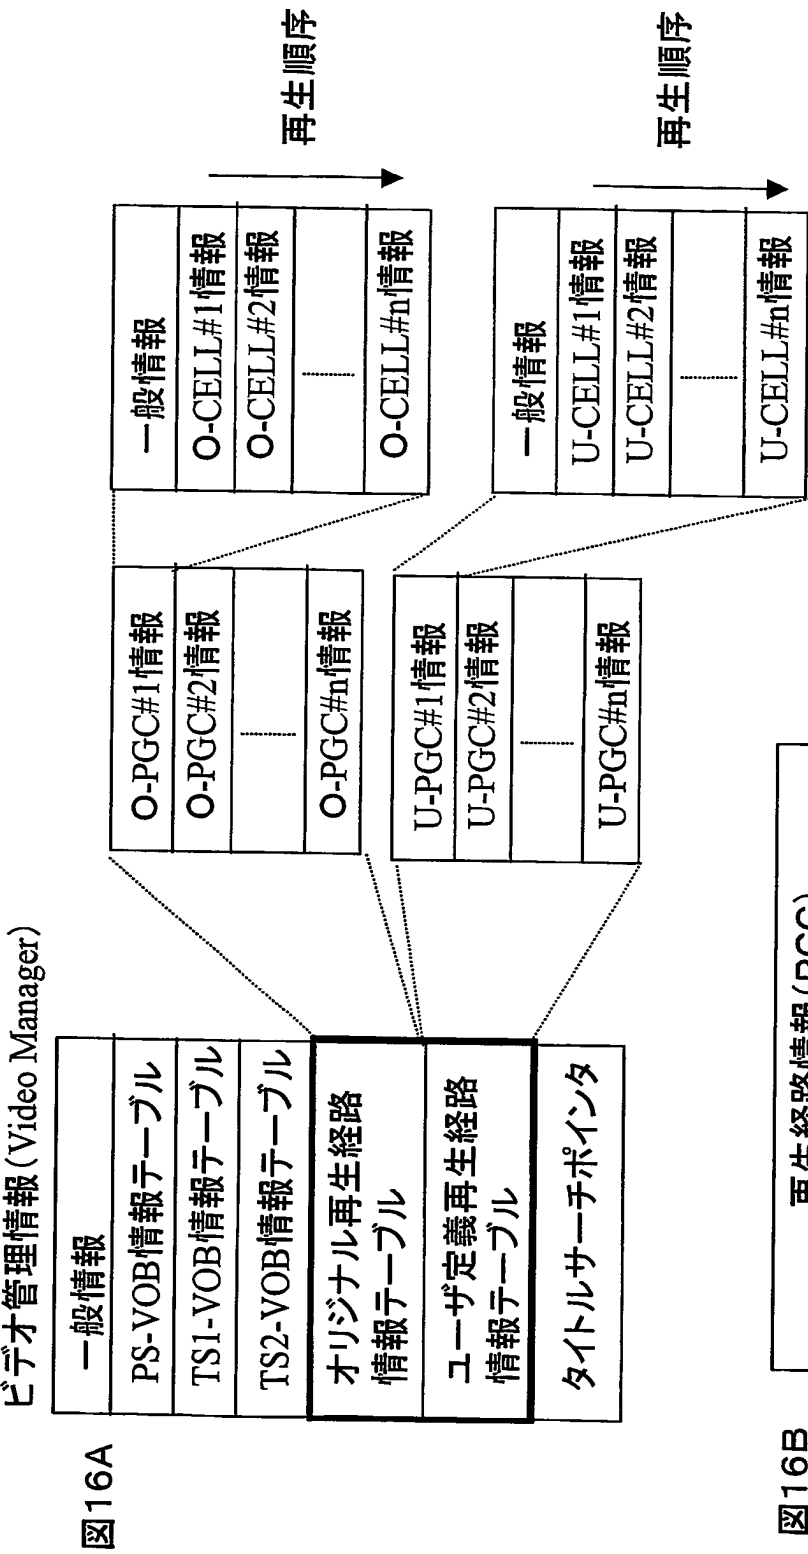 図16A
ビデオ管理情報(Video Manager)
一般情報
PS-VOB情報テーブル
TS1-VOB情報テーブル
TS2-VOB情報テーブル
オリジナル再生経路
情報テーブル
ユーザ定義再生経路
情報テーブル
タイトルサーチポインタ
O-PGC#1情報
O-PGC#2情報
O-PGC#n情報
U-PGC#1情報
U-PGC#2情報
U-PGC#n情報
一般情報
O-CELL#1情報
O-CELL#2情報
O-CELL#n情報
再生順序
一般情報
U-CELL#1情報
U-CELL#2情報
U-CELL#n情報
再生順序
図16B
再生経路情報(PGC)